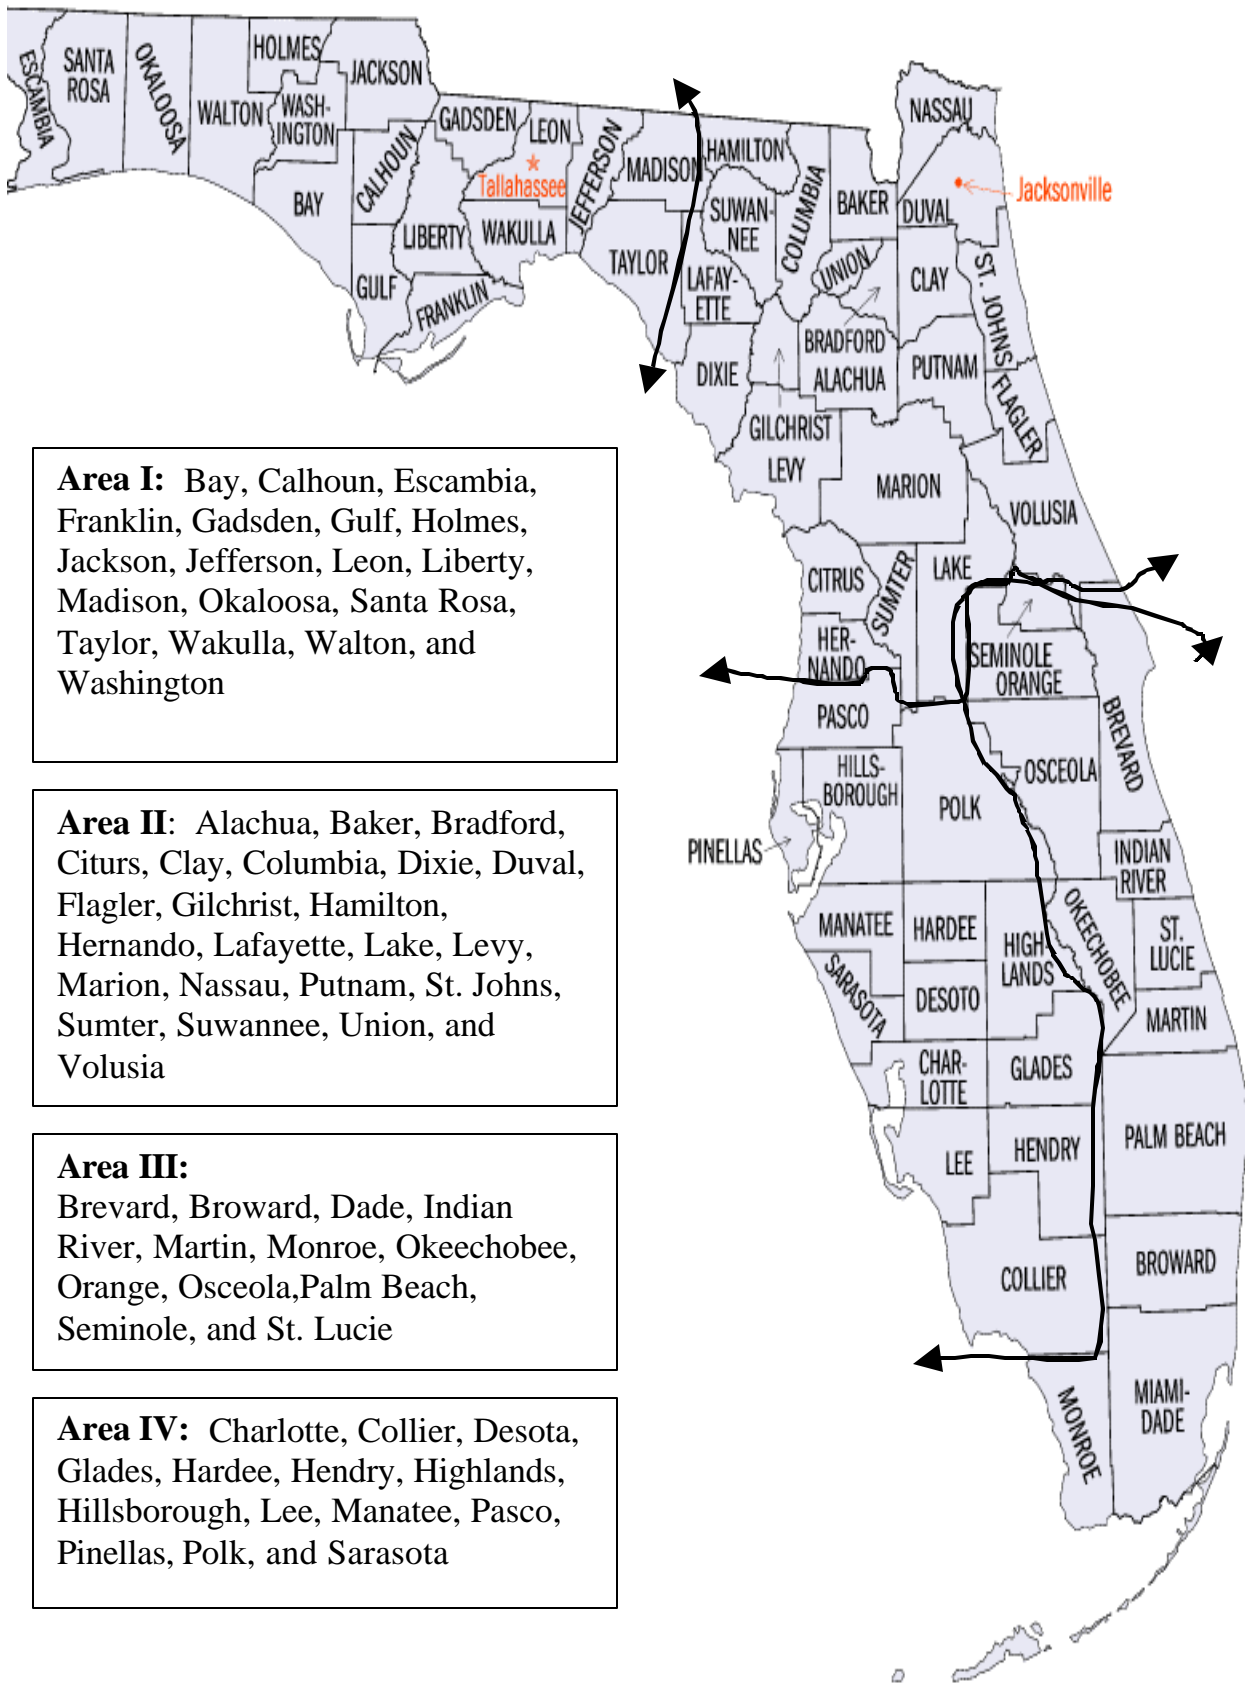 HOLMES
JACKSON
ESCAMBIA
SANTA
ROSA
OKALOOSA
WALTON
WASH-
INGTON
BAY
CALHOUN
GULF
GADSDEN
LIBERTY
FRANKLIN
LEON
Tallahassee
WAKULLA
JEFFERSON
MADISON
TAYLOR
HAMILTON
SUWAN-
NEE
LAFAY-
ETTE
DIXIE
COLUMBIA
BAKER
NASSAU
DUVAL
Jacksonville
UNION
CLAY
ST. JOHNS
BRADFORD
ALACHUA
PUTNAM
FLAGLER
GILCHRIST
LEVY
MARION
VOLUSIA
CITRUS
SUMTER
LAKE
HER-
NANDO
SEMINOLE
ORANGE
PASCO
BREVARD
OSCEOLA
HILLS-
BOROUGH
POLK
PINELLAS
INDIAN
RIVER
MANATEE
HARDEE
HIGH-
LANDS
OKEECHOBEE
ST.
LUCIE
SARASOTA
DESOTO
MARTIN
CHAR-
LOTTE
GLADES
LEE
HENDRY
PALM BEACH
COLLIER
BROWARD
MONROE
MIAMI-
DADE
Area I: Bay, Calhoun, Escambia,
Franklin, Gadsden, Gulf, Holmes,
Jackson, Jefferson, Leon, Liberty,
Madison, Okaloosa, Santa Rosa,
Taylor, Wakulla, Walton, and
Washington
Area II: Alachua, Baker, Bradford,
Citurs, Clay, Columbia, Dixie, Duval,
Flagler, Gilchrist, Hamilton,
Hernando, Lafayette, Lake, Levy,
Marion, Nassau, Putnam, St. Johns,
Sumter, Suwannee, Union, and
Volusia
Area III:
Brevard, Broward, Dade, Indian
River, Martin, Monroe, Okeechobee,
Orange, Osceola,Palm Beach,
Seminole, and St. Lucie
Area IV: Charlotte, Collier, Desota,
Glades, Hardee, Hendry, Highlands,
Hillsborough, Lee, Manatee, Pasco,
Pinellas, Polk, and Sarasota